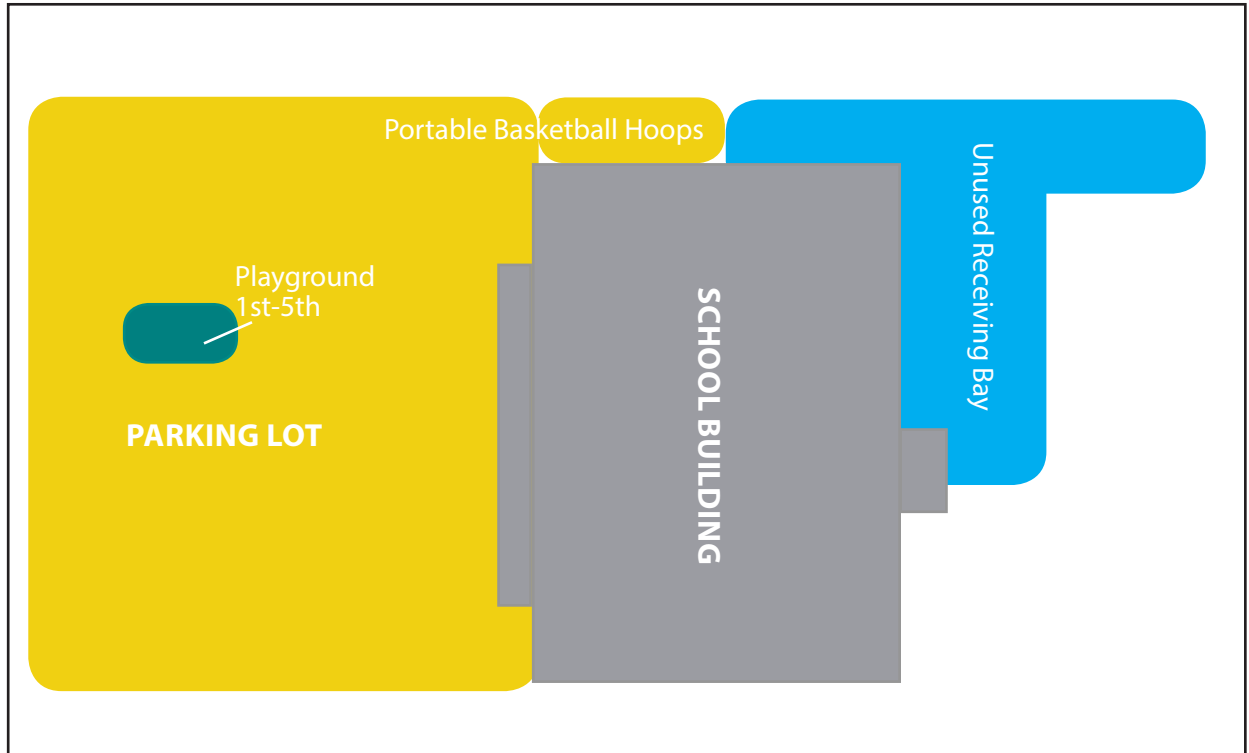 Portable Basketball Hoops
Unused Receiving Bay
Playground
1st-5th
SCHOOL BUILDING
PARKING LOT